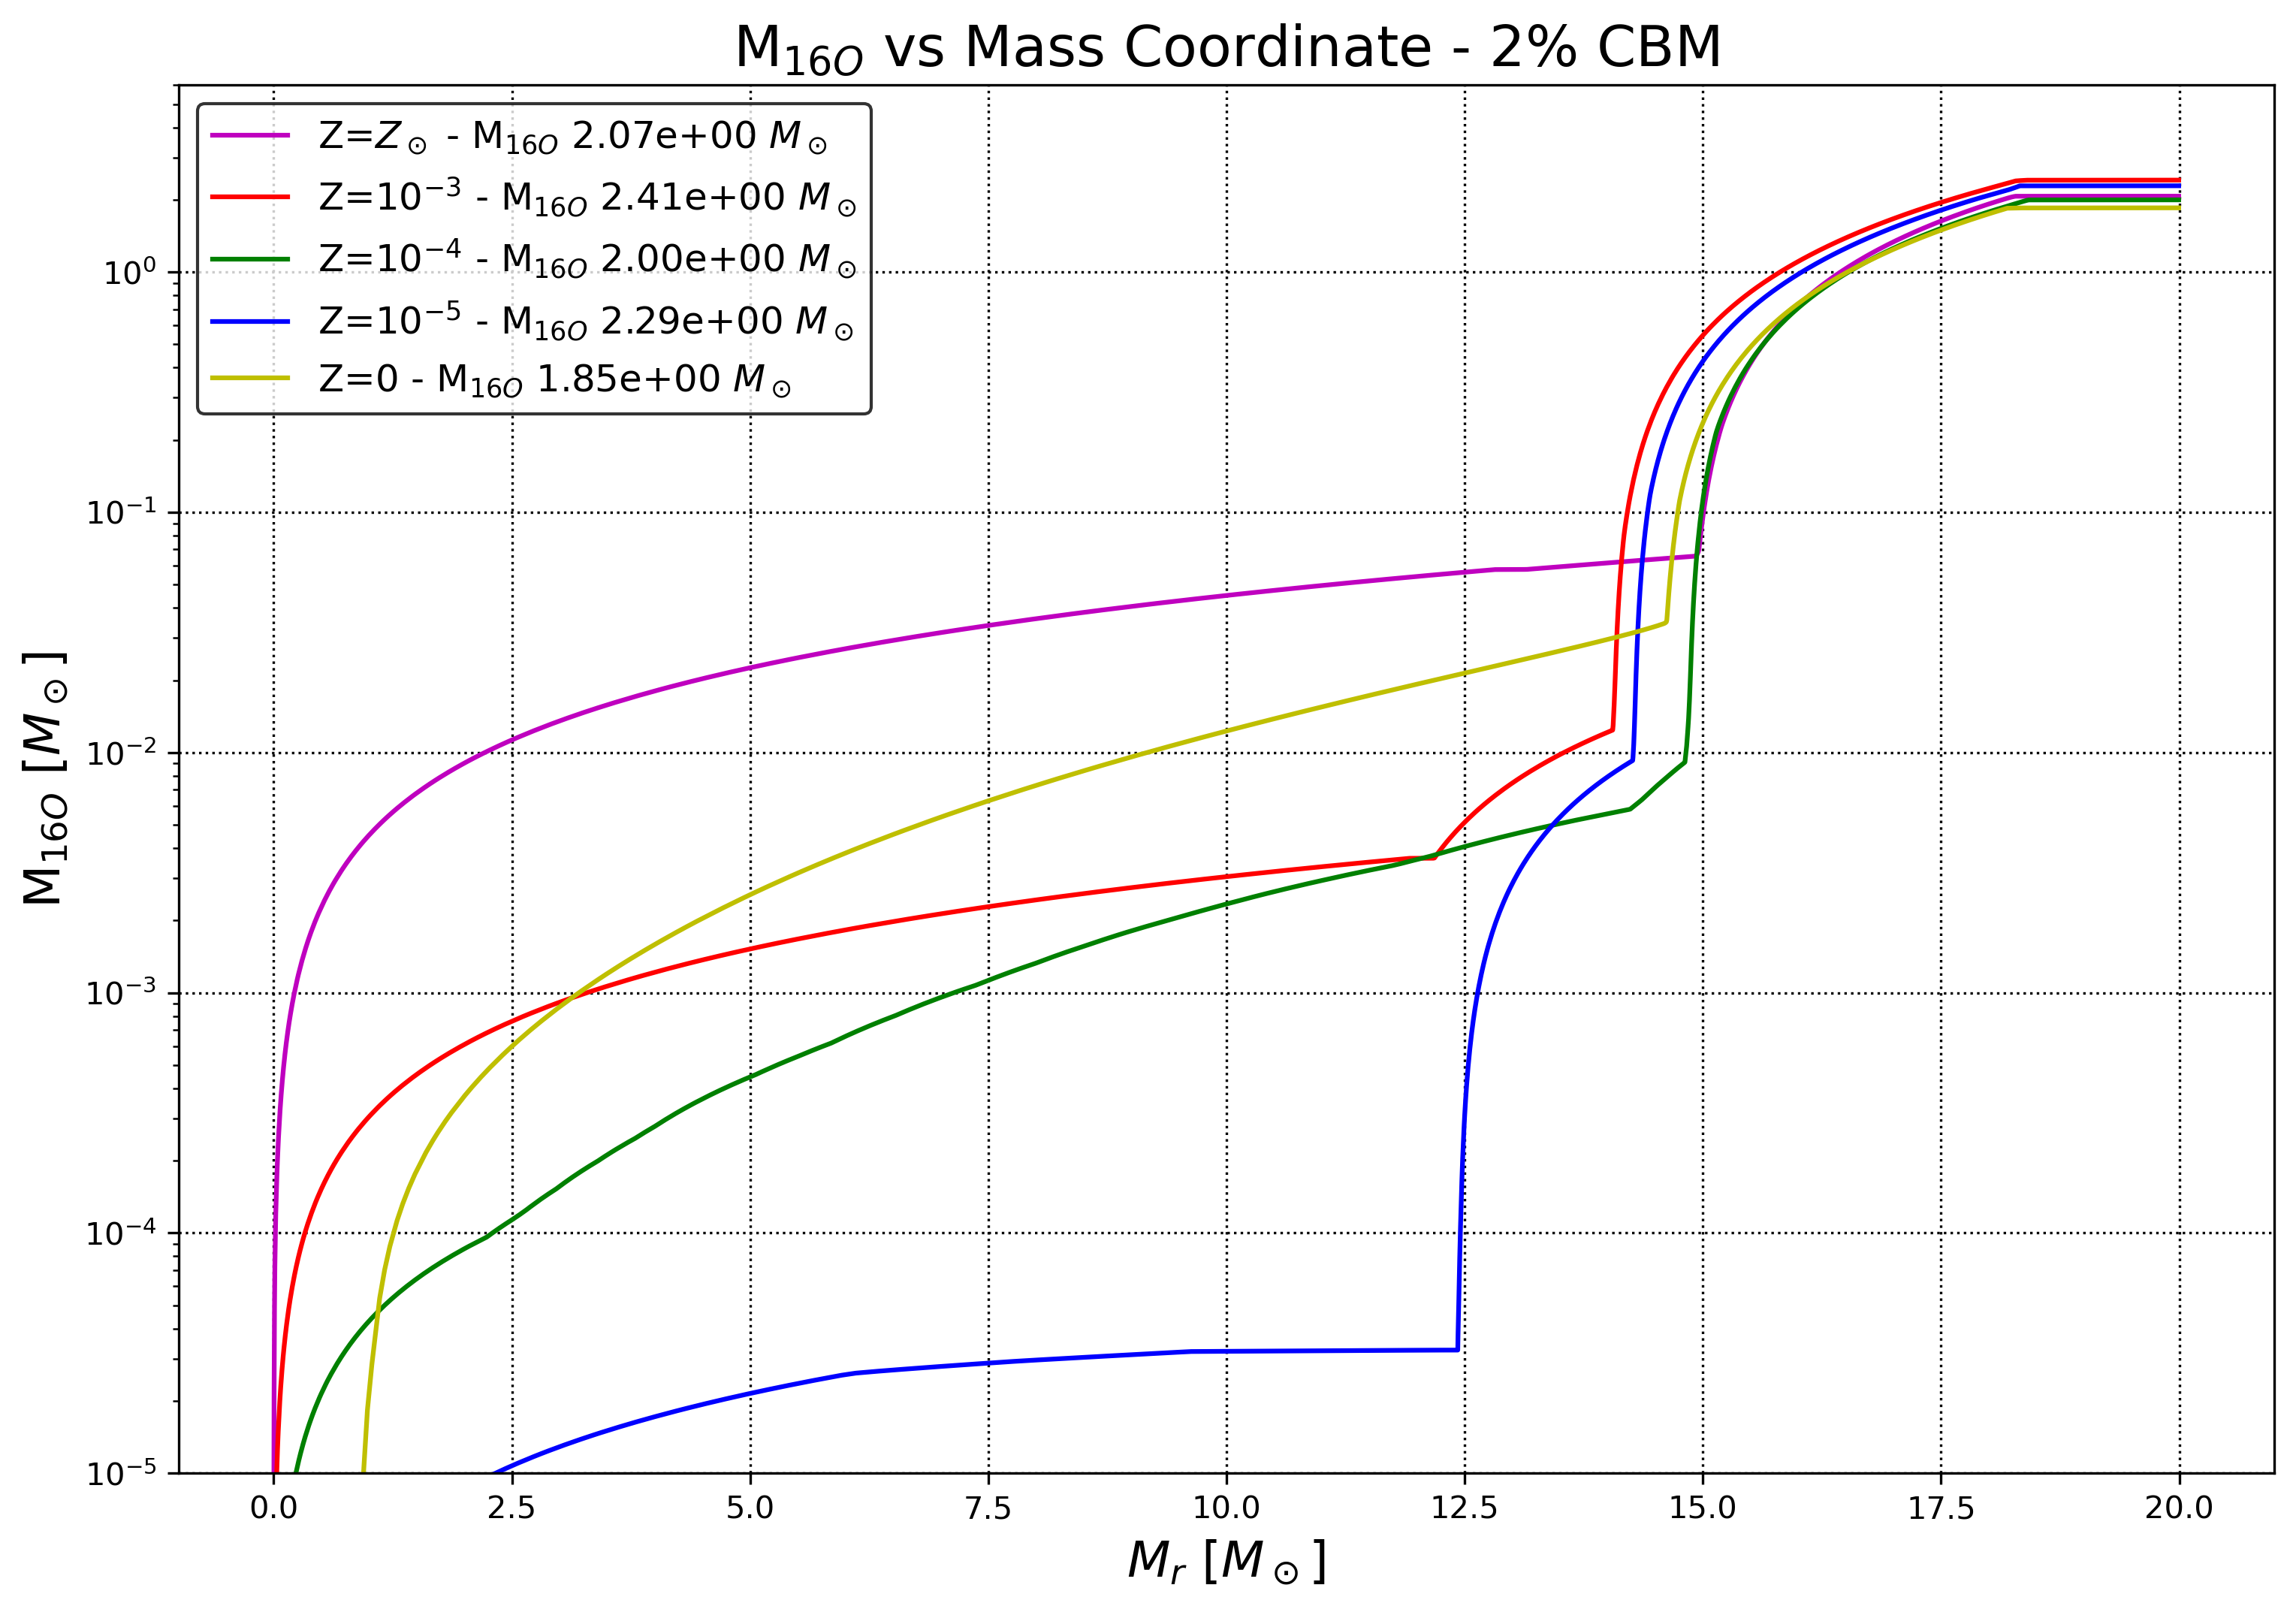 M₁₆O vs Mass Coordinate - 2% CBM
Z=Z⊙ - M₁₆O 2.07e+00 M⊙
Z=10⁻³ - M₁₆O 2.41e+00 M⊙
Z=10⁻⁴ - M₁₆O 2.00e+00 M⊙
Z=10⁻⁵ - M₁₆O 2.29e+00 M⊙
Z=0 - M₁₆O 1.85e+00 M⊙
M₁₆O [M⊙]
10⁰
10⁻¹
10⁻²
10⁻³
10⁻⁴
10⁻⁵
0.0 2.5 5.0 7.5 10.0 12.5 15.0 17.5 20.0
Mᵣ [M⊙]